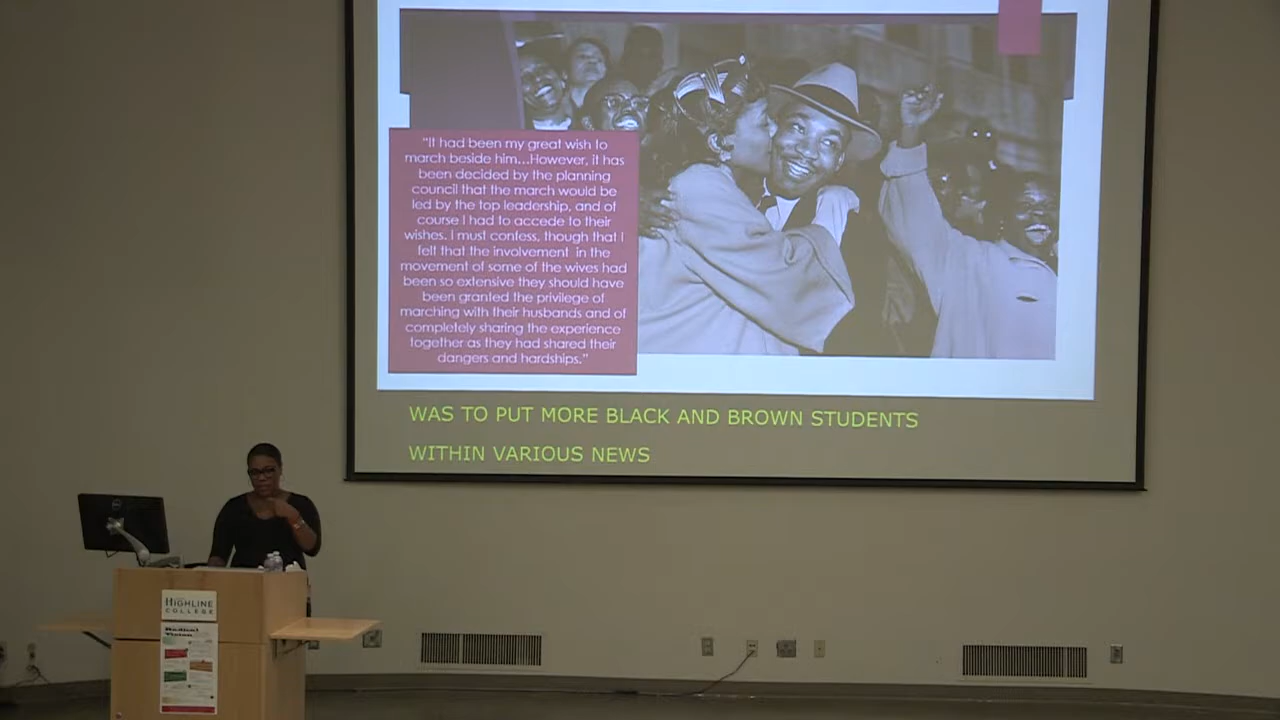 “It had been my great wish to
march beside him...However, it has
been decided by the planning
council that the march would be
led by the top leadership, and of
course I had to accede to their
wishes. I must confess, though that I
felt that the involvement in the
movement of some of the wives had
been so extensive they should have
been granted the privilege of
marching with their husbands and of
completely sharing the experience
together as they had shared their
dangers and hardships.”
WAS TO PUT MORE BLACK AND BROWN STUDENTS
WITHIN VARIOUS NEWS
HIGHLINE
COLLEGE
Radical
Vision